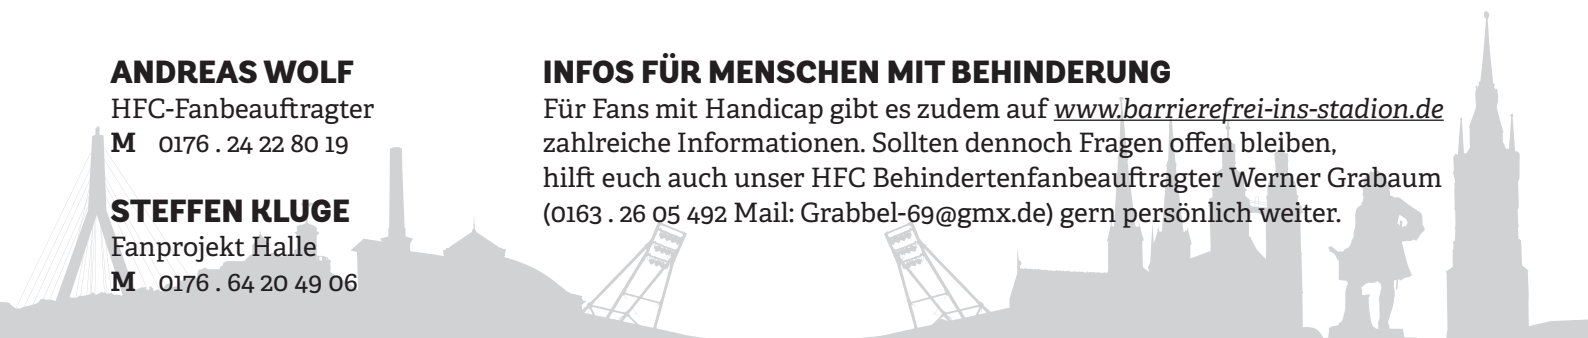 ANDREAS WOLF
HFC-Fanbeauftragter
M 0176 . 24 22 80 19
STEFFEN KLUGE
Fanprojekt Halle
M 0176 . 64 20 49 06
INFOS FÜR MENSCHEN MIT BEHINDERUNG
Für Fans mit Handicap gibt es zudem auf www.barrierefrei-ins-stadion.de
zahlreiche Informationen. Sollten dennoch Fragen offen bleiben,
hilft euch auch unser HFC Behindertenfanbeauftragter Werner Grabaum
(0163 . 26 05 492 Mail: Grabbel-69@gmx.de) gern persönlich weiter.